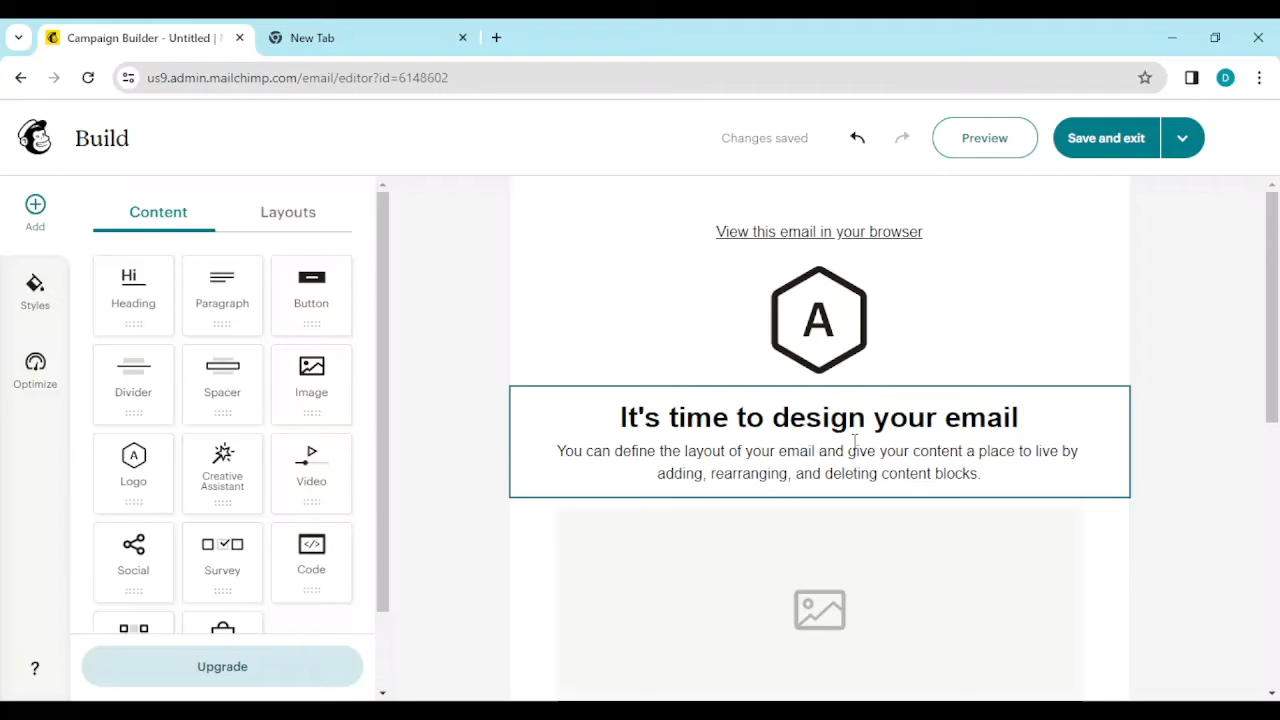 Campaign Builder - Untitled |
New Tab
us9.admin.mailchimp.com/email/editor?id=6148602
D
Build
Changes saved
Preview
Save and exit
Add
Styles
Optimize
?
Content
Layouts
Hi
Heading
Paragraph
Button
Divider
Spacer
Image
A
Logo
Creative
Assistant
Video
Social
Survey
</>
Code
Upgrade
View this email in your browser
A
It's time to design your email
You can define the layout of your email and give your content a place to live by
adding, rearranging, and deleting content blocks.